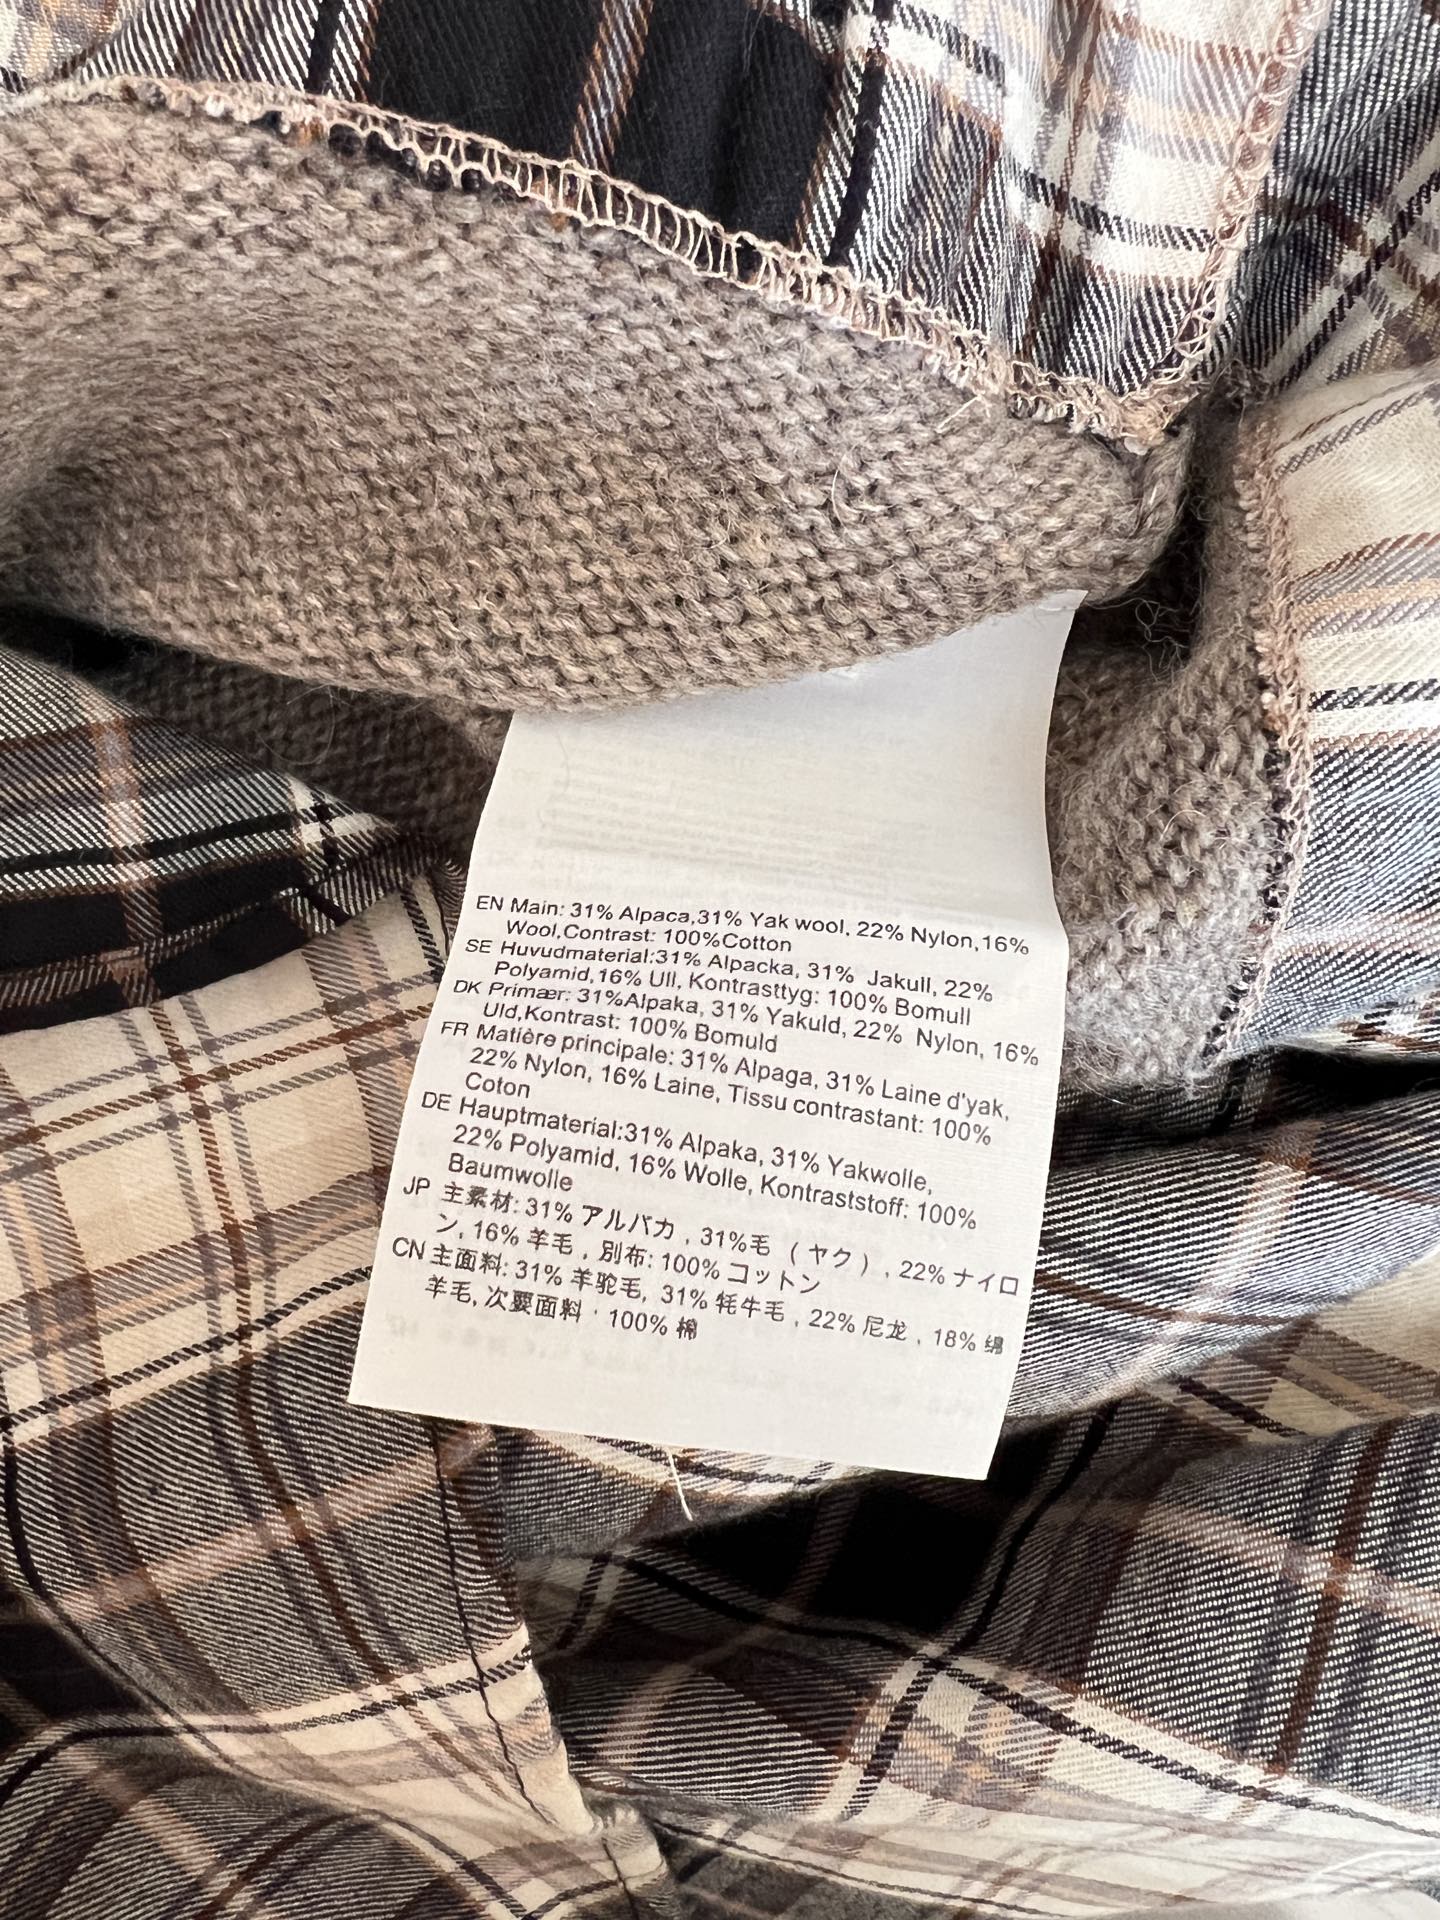 EN Main: 31% Alpaca,31% Yak wool, 22% Nylon,16%
Wool,Contrast: 100%Cotton
SE Huvudmaterial:31% Alpacka, 31% Jakull, 22%
Polyamid,16% Ull, Kontrasttyg: 100% Bomull
DK Primær: 31%Alpaka, 31% Yakuld, 22% Nylon, 16%
Uld,Kontrast: 100% Bomuld
FR Matière principale: 31% Alpaga, 31% Laine d'yak,
22% Nylon, 16% Laine, Tissu contrastant: 100%
Coton
DE Hauptmaterial:31% Alpaka, 31% Yakwolle,
22% Polyamid, 16% Wolle, Kontraststoff: 100%
Baumwolle
JP 主素材: 31% アルバカ , 31%毛 ( ヤク ) , 22% ナイロ
ン, 16% 羊毛 , 別布: 100% コットン
CN 主面料: 31% 羊驼毛, 31% 牦牛毛 , 22% 尼龙 , 18% 绵
羊毛, 次要面料 : 100% 棉